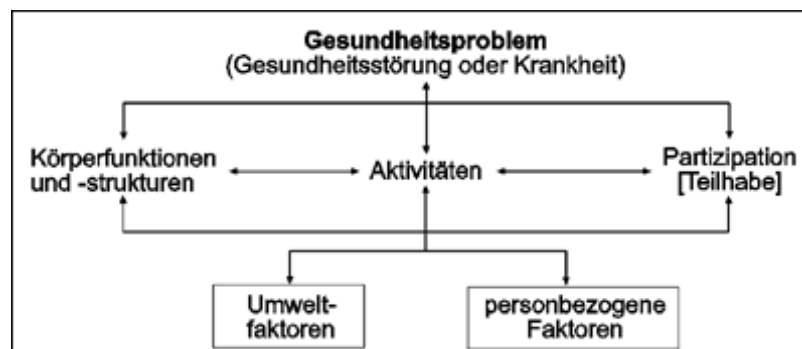 Gesundheitsproblem
(Gesundheitsstörung oder Krankheit)
Körperfunktionen
und -strukturen
Aktivitäten
Partizipation
[Teilhabe]
Umwelt-
faktoren
personbezogene
Faktoren